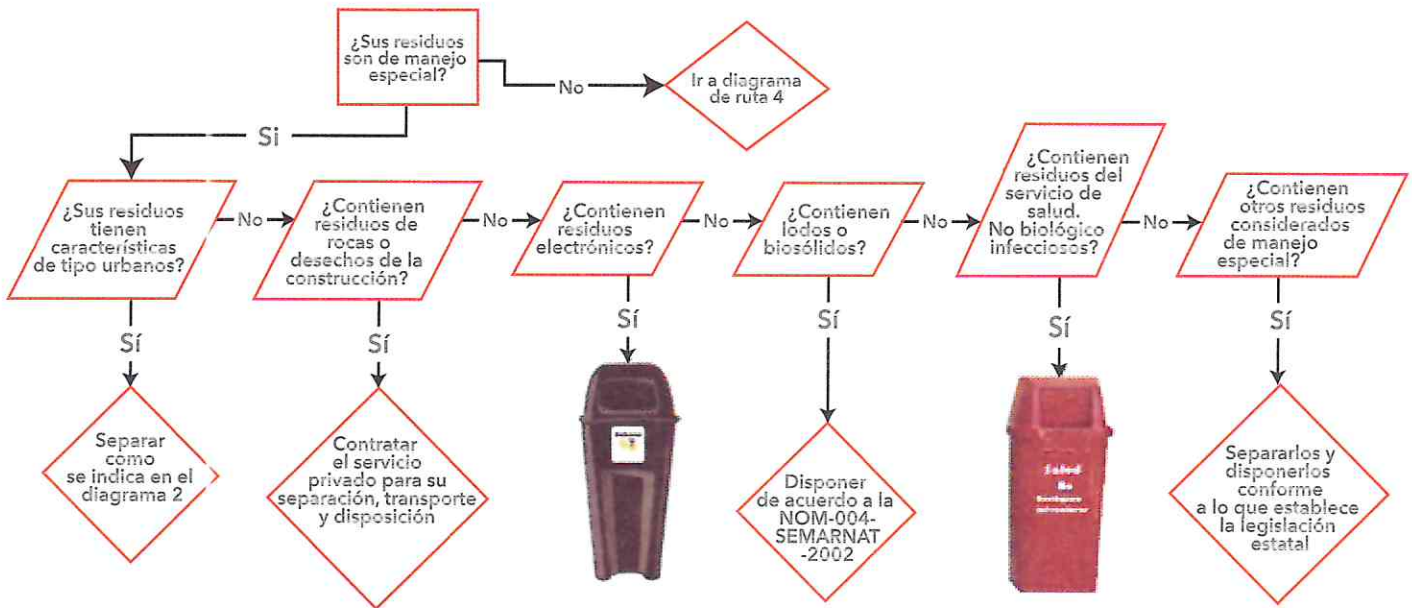 ¿Sus residuos
son de manejo
especial?
No
Ir a diagrama
de ruta 4
Si
¿Sus residuos
tienen
características
de tipo urbanos?
No
¿Contienen
residuos de
rocas o
desechos de la
construcción?
No
¿Contienen
residuos
electrónicos?
No
¿Contienen
lodos o
biosólidos?
No
¿Contienen
residuos del
servicio de
salud.
No biológico
infecciosos?
No
¿Contienen
otros residuos
considerados
de manejo
especial?
Sí
Sí
Sí
Sí
Sí
Sí
Separar
como
se indica en el
diagrama 2
Contratar
el servicio
privado para su
separación, transporte
y disposición
Disponer
de acuerdo a la
NOM-004-
SEMARNAT
-2002
Salud
No
Separarlos y
disponerlos
conforme
a lo que establece
la legislación
estatal